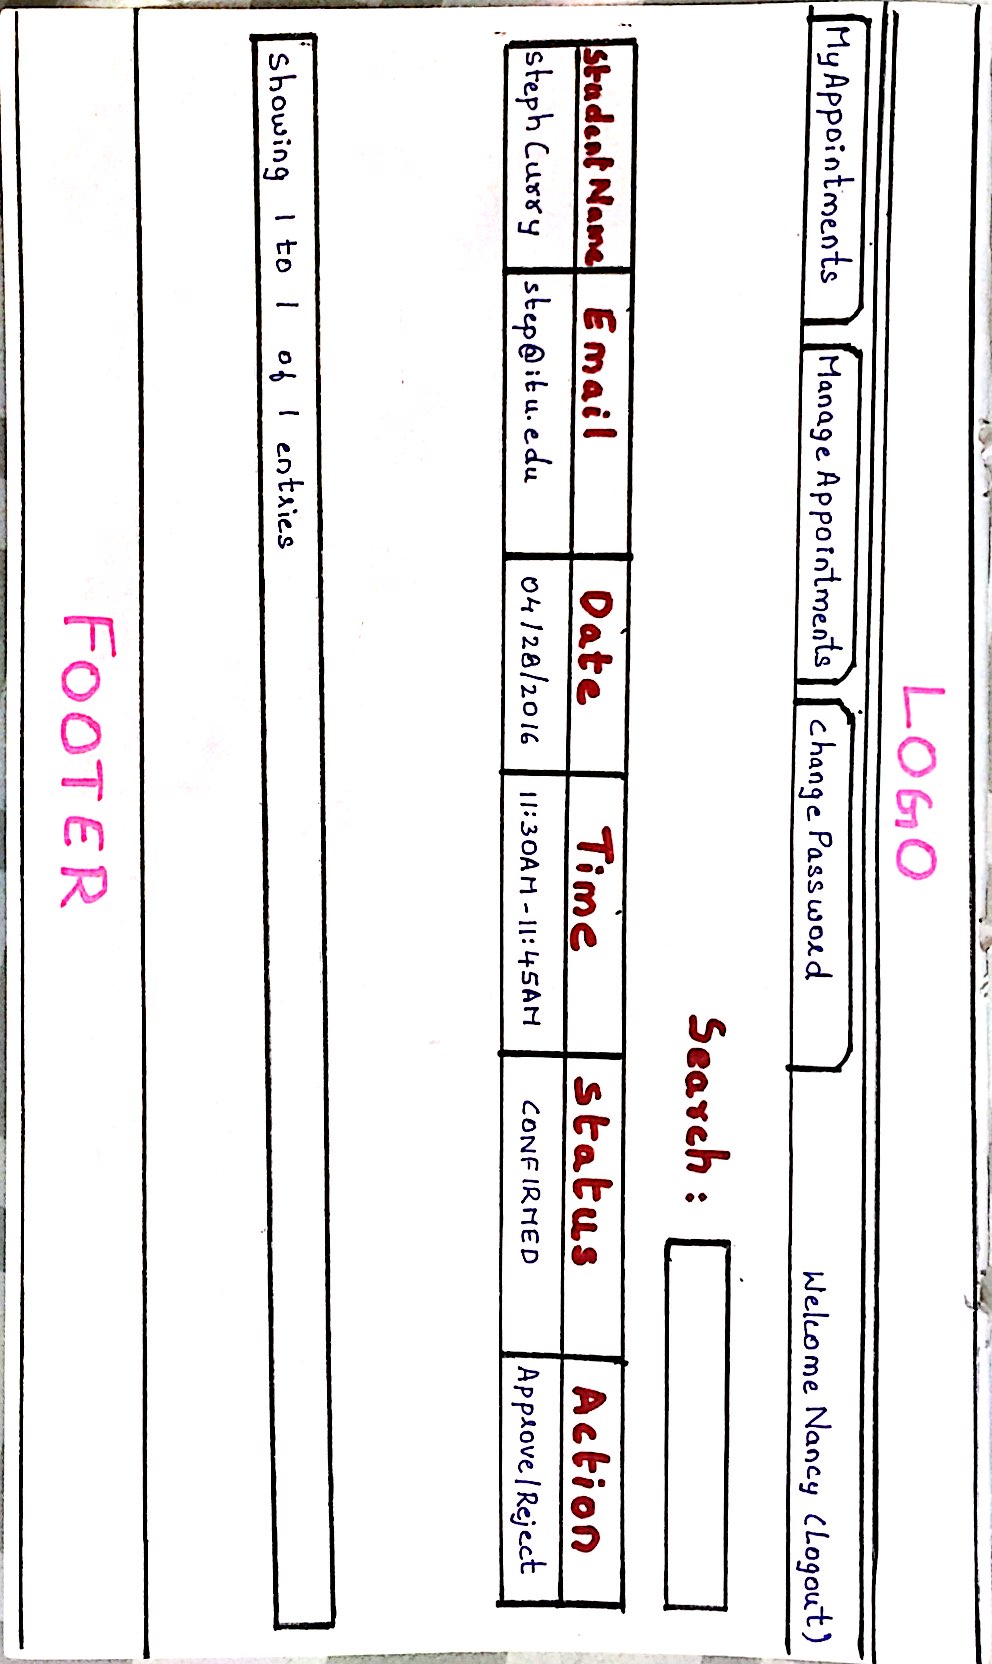 LOGO
My Appointments Manage Appointments change Password Welcome Nancy (Logout)
Search :
Student Name Email Date Time status Action
steph Curry step@itu.edu 04/28/2016 11:30AM-11:45AM CONFIRMED Approve/Reject
showing 1 to 1 of 1 entries
FOOTER